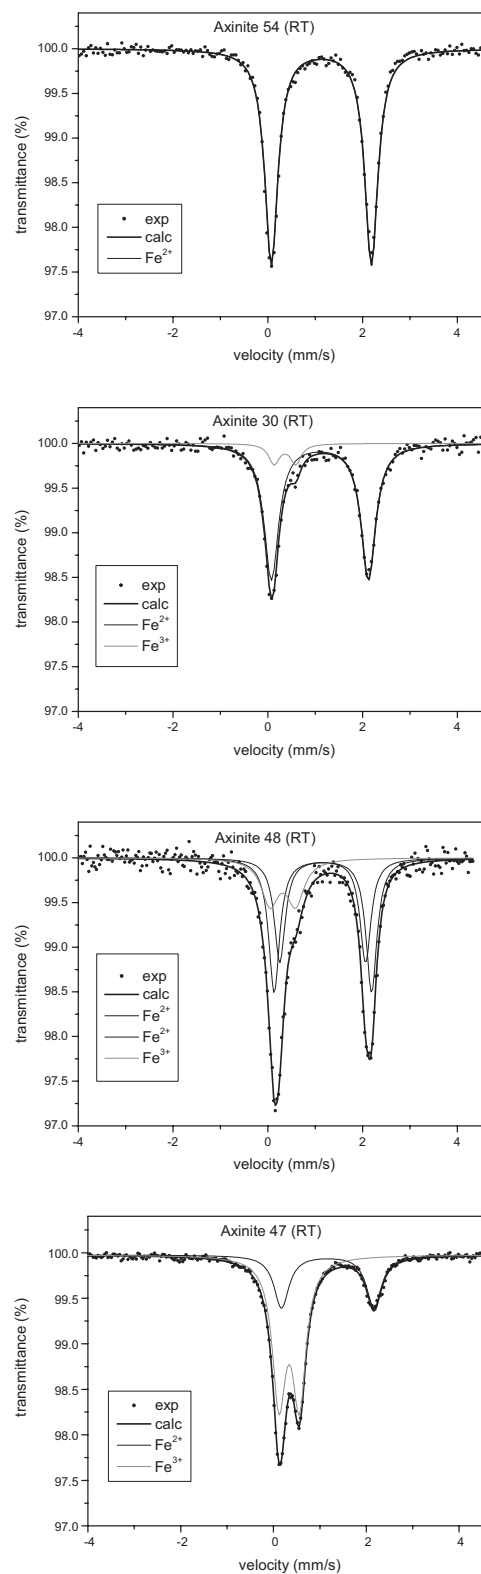 Axinite 54 (RT)
transmittance (%)
100.0
99.5
99.0
98.5
98.0
97.5
97.0
exp
calc
Fe²⁺
-4 -2 0 2 4
velocity (mm/s)
Axinite 30 (RT)
transmittance (%)
100.0
99.5
99.0
98.5
98.0
97.5
97.0
exp
calc
Fe²⁺
Fe³⁺
-4 -2 0 2 4
velocity (mm/s)
Axinite 48 (RT)
transmittance (%)
100.0
99.5
99.0
98.5
98.0
97.5
97.0
exp
calc
Fe²⁺
Fe²⁺
Fe³⁺
-4 -2 0 2 4
velocity (mm/s)
Axinite 47 (RT)
transmittance (%)
100.0
99.5
99.0
98.5
98.0
97.5
97.0
exp
calc
Fe²⁺
Fe³⁺
-4 -2 0 2 4
velocity (mm/s)